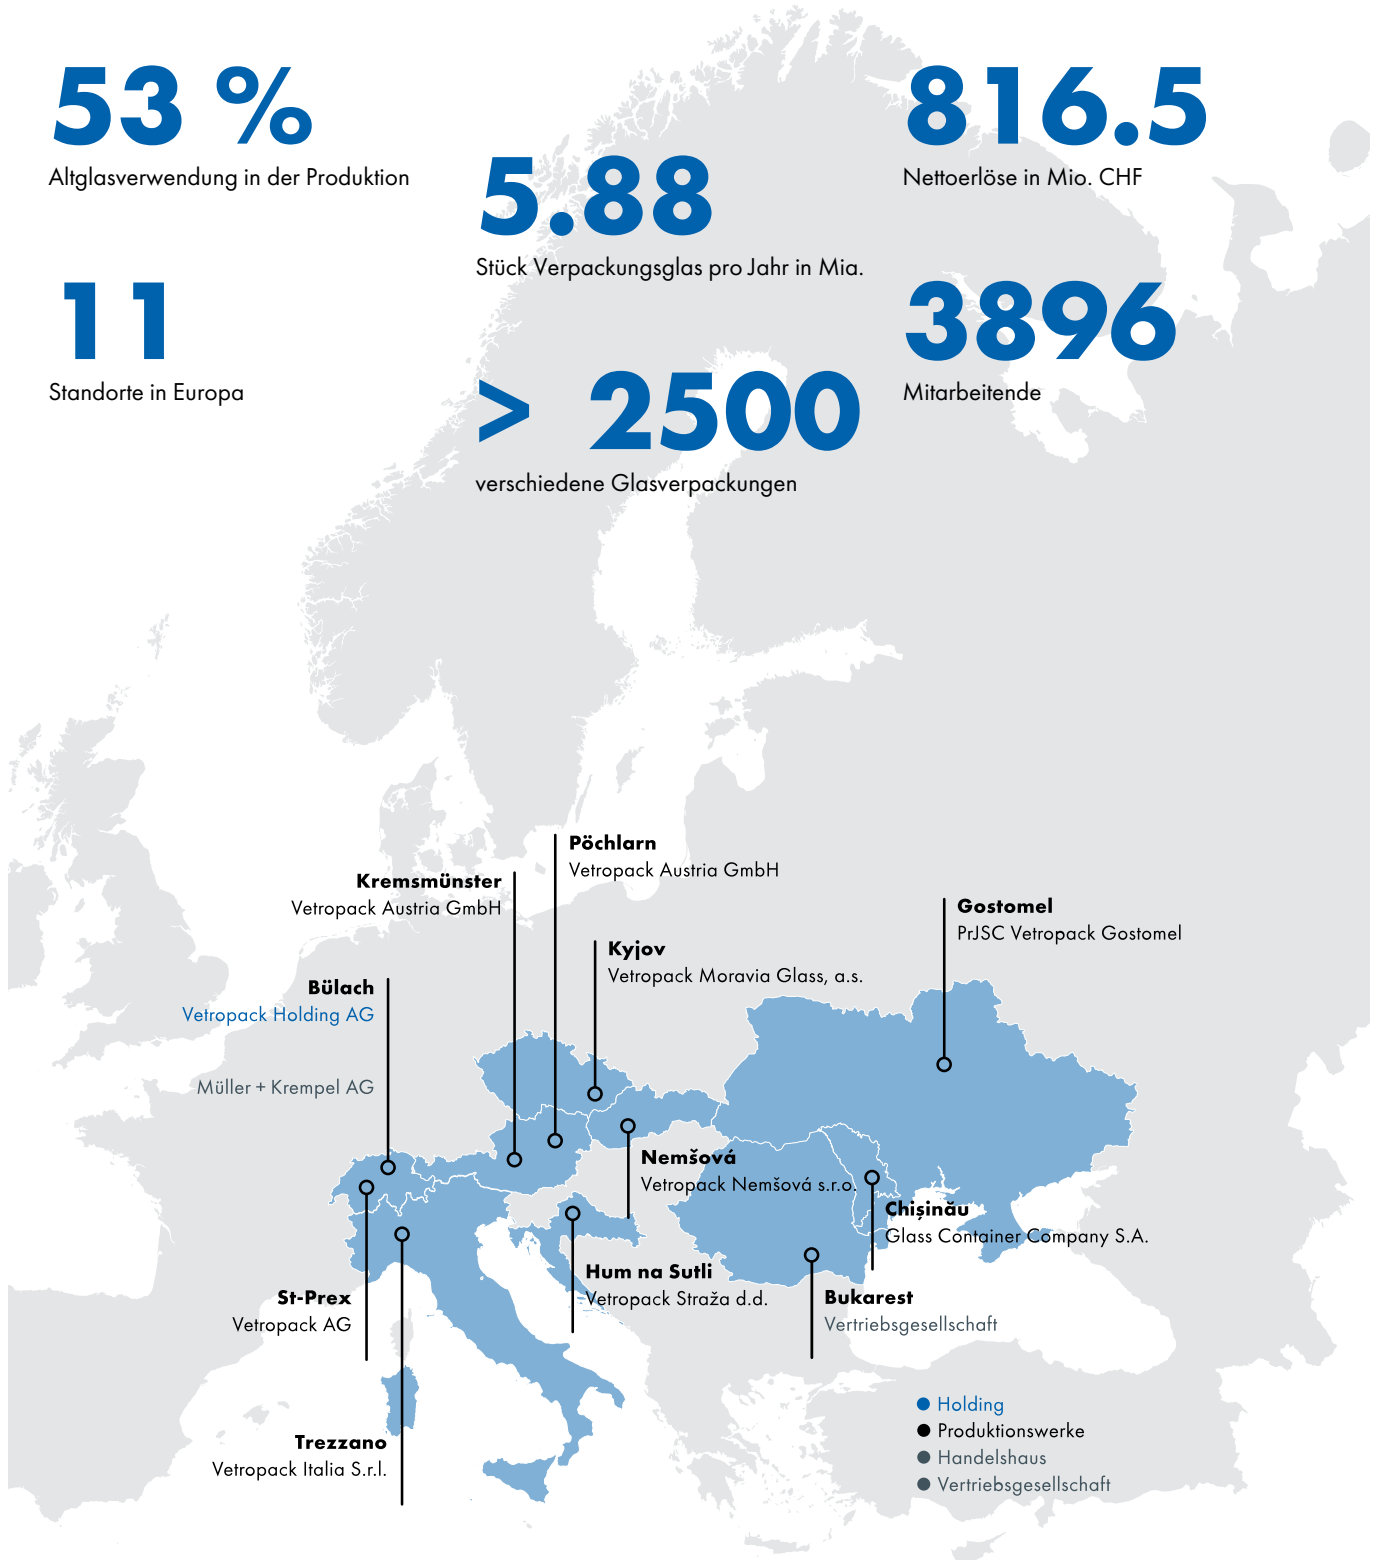 53 %
Altglasverwendung in der Produktion
5.88
Stück Verpackungsglas pro Jahr in Mia.
816.5
Nettoerlöse in Mio. CHF
11
Standorte in Europa
> 2500
verschiedene Glasverpackungen
3896
Mitarbeitende
Pöchlarn
Vetropack Austria GmbH
Kremsmünster
Vetropack Austria GmbH
Gostomel
PrJSC Vetropack Gostomel
Kyjov
Vetropack Moravia Glass, a.s.
Bülach
Vetropack Holding AG
Müller + Krempel AG
Nemšová
Vetropack Nemšová s.r.o.
Chișinău
Glass Container Company S.A.
Hum na Sutli
Vetropack Straža d.d.
St-Prex
Vetropack AG
Bukarest
Vertriebsgesellschaft
Trezzano
Vetropack Italia S.r.l.
Holding
Produktionswerke
Handelshaus
Vertriebsgesellschaft